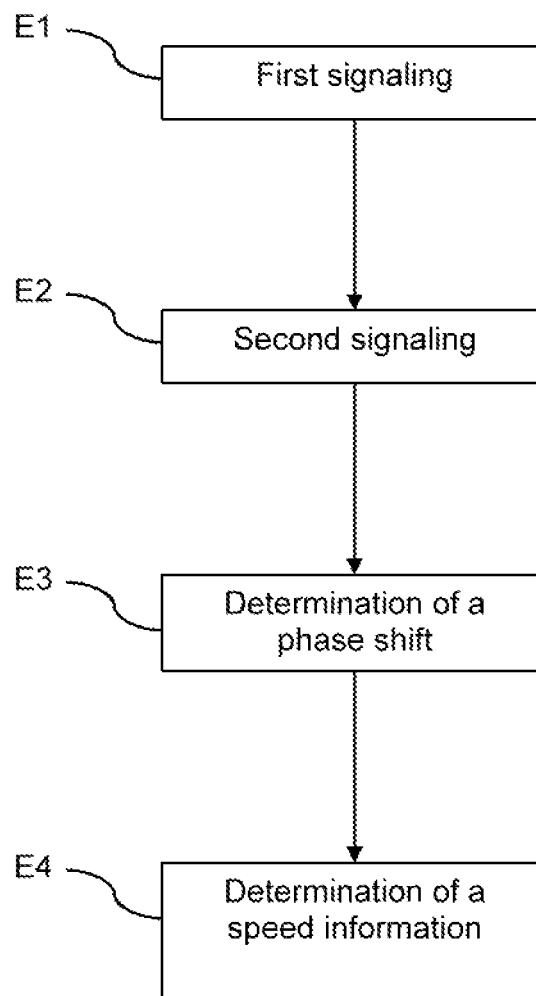 E1
First signaling
E2
Second signaling
E3
Determination of a
phase shift
E4
Determination of a
speed information